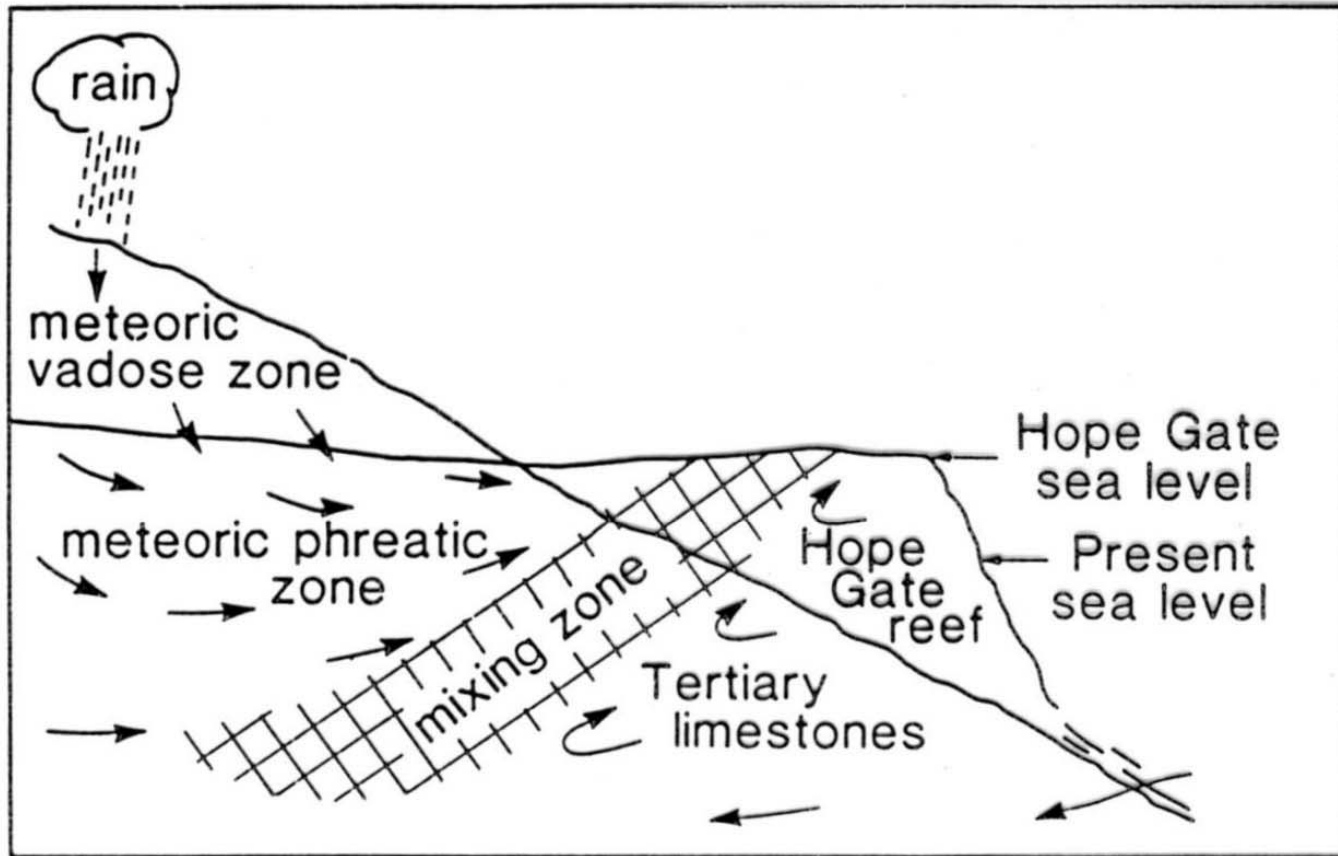 rain
meteoric
vadose zone
Hope Gate
sea level
meteoric phreatic
zone
Hope
Gate
reef
Present
sea level
mixing zone
Tertiary
limestones